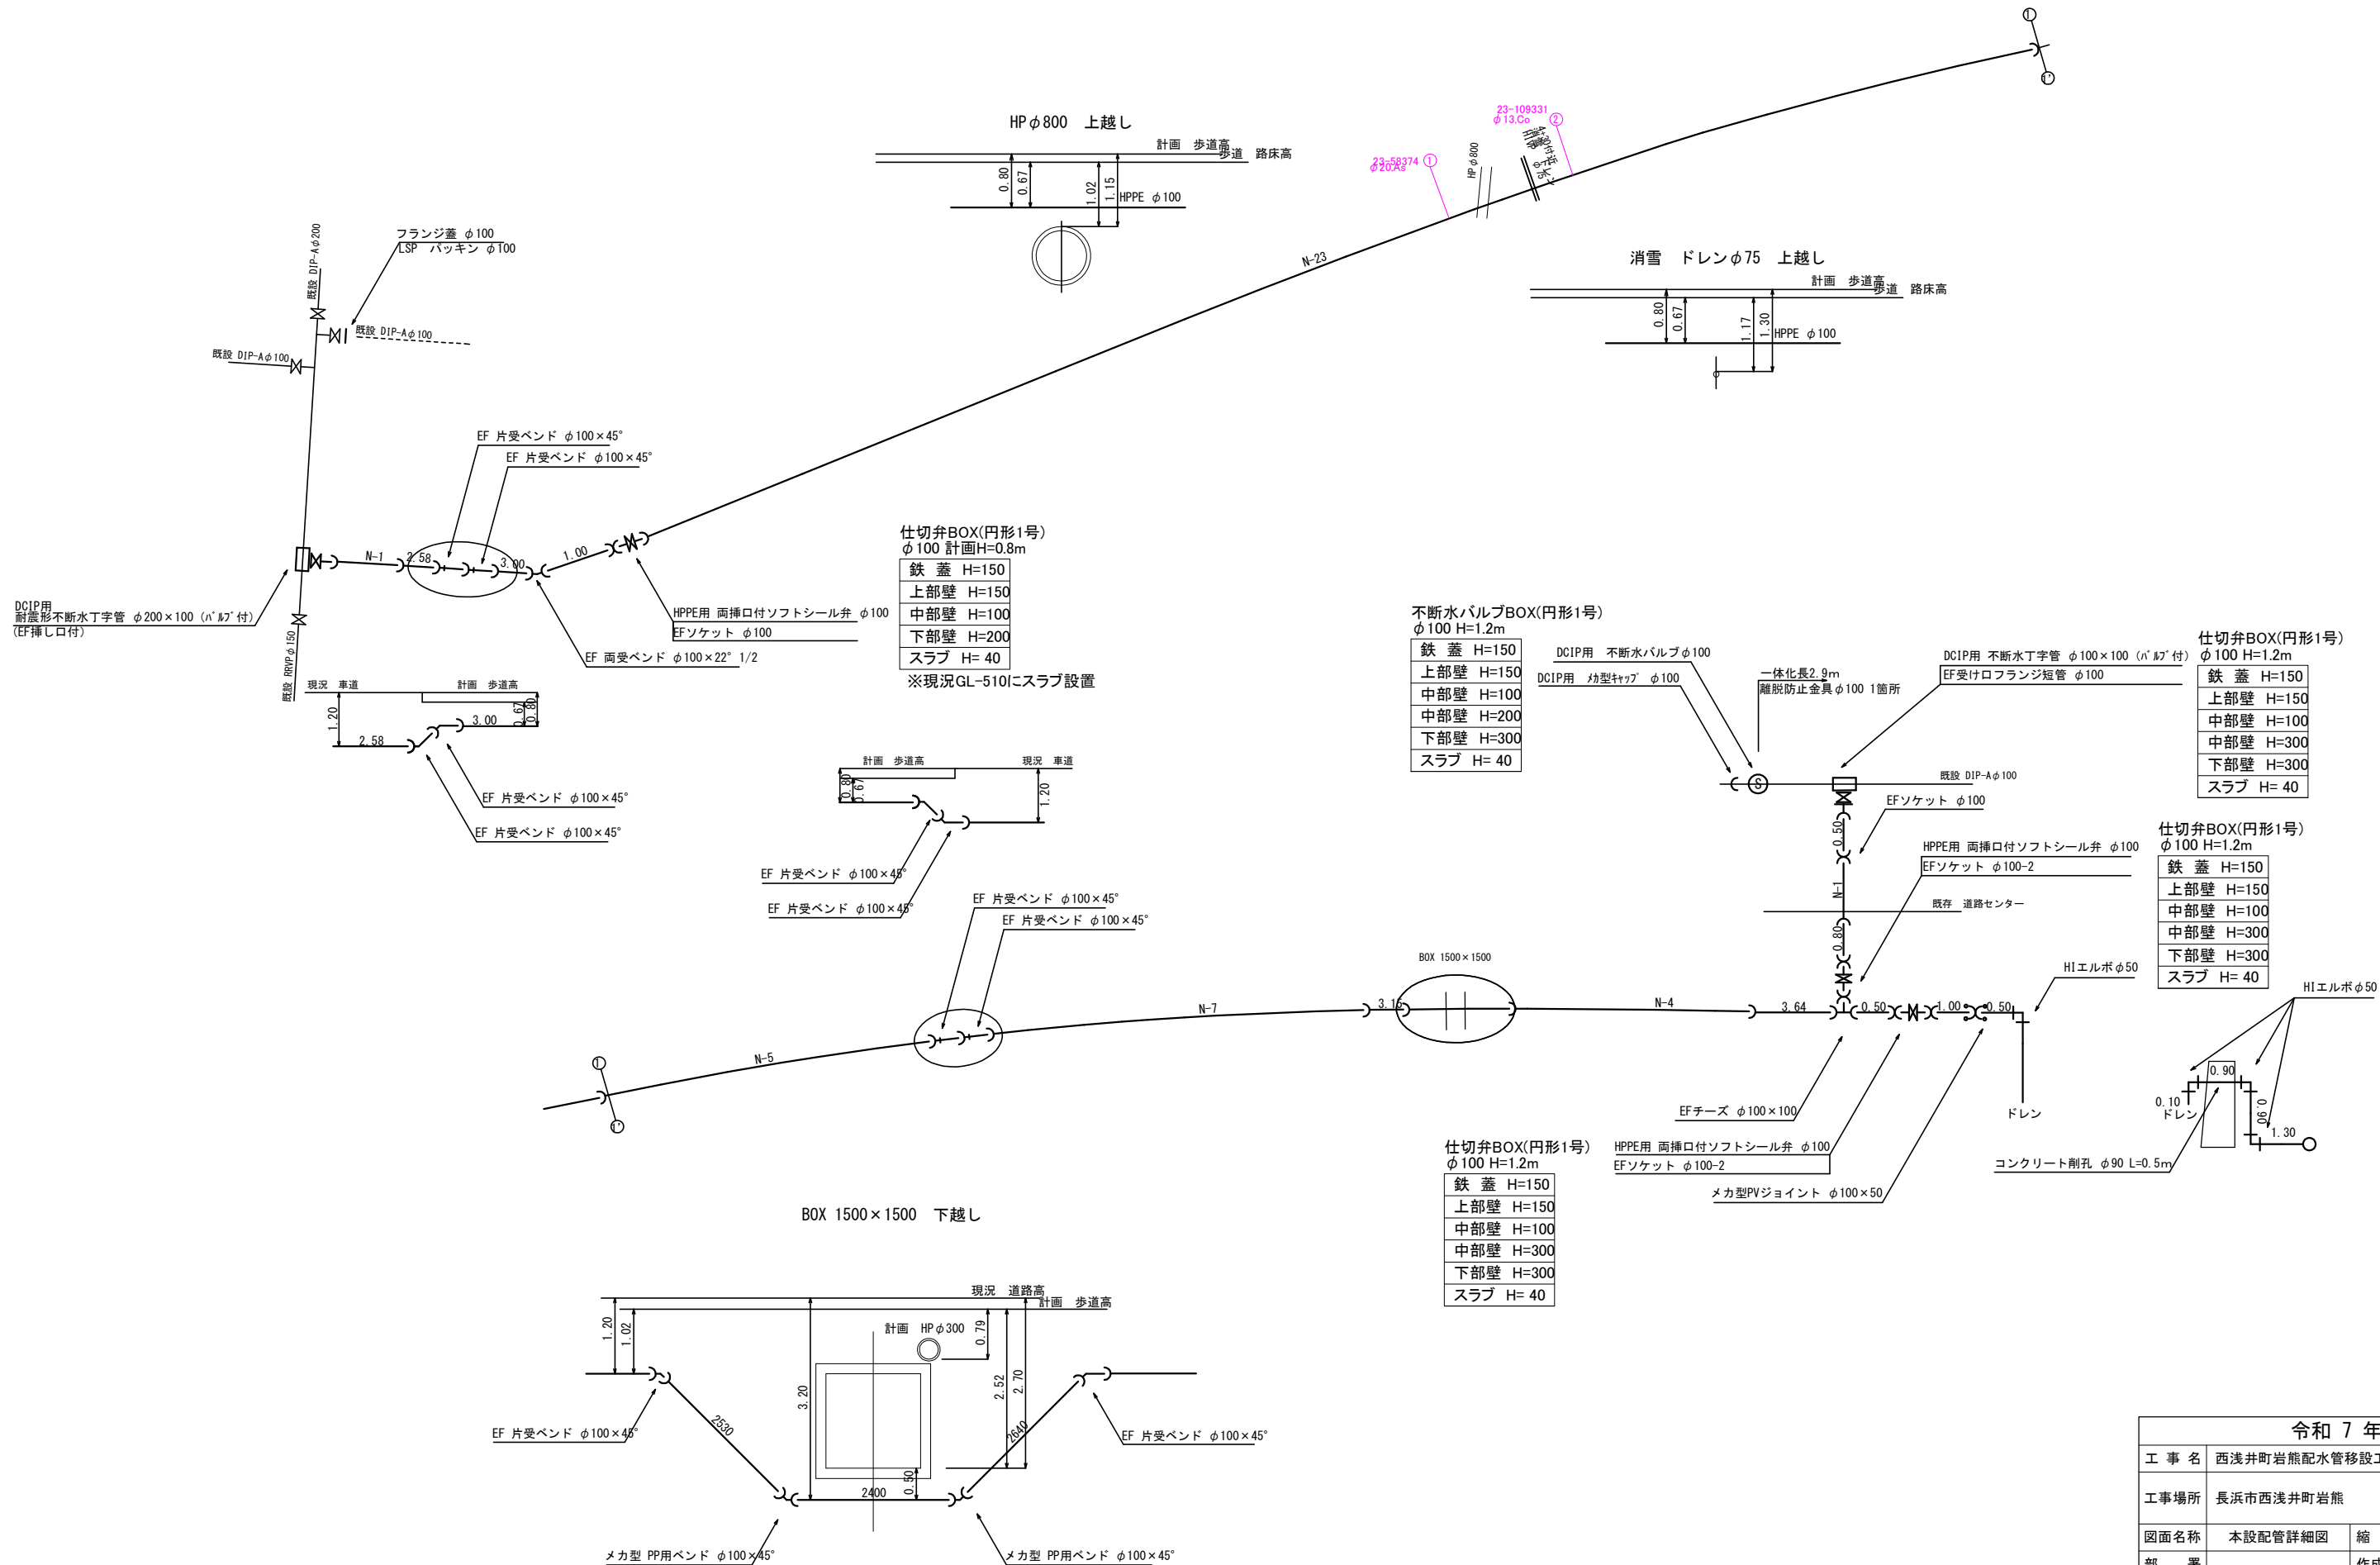 ①
①'
HPφ800 上越し
計画 歩道高
歩道 路床高
0.80
0.67
1.02
1.15
HPPE φ100
23-109331
φ13.Co ②
23-58374 ①
φ20,As
HPφ800
N-23
消雪 ドレンφ75 上越し
計画 歩道高
歩道 路床高
0.80
0.67
1.17
1.30
HPPE φ100
フランジ蓋 φ100
LSP パッキン φ100
既設 DIP-Aφ200
既設 DIP-Aφ100
既設 DIP-Aφ100
EF 片受ベンド φ100×45°
EF 片受ベンド φ100×45°
N-1
2.58
3.00
1.00
DCIP用
耐震形不断水丁字管 φ200×100 (バルブ付)
(EF挿し口付)
既設 RRVPφ150
HPPE用 両挿口付ソフトシール弁 φ100
EFソケット φ100
EF 両受ベンド φ100×22° 1/2
仕切弁BOX(円形1号)
φ100 計画H=0.8m
鉄 蓋 H=150
上部壁 H=150
中部壁 H=100
下部壁 H=200
スラブ H= 40
※現況GL-510にスラブ設置
現況 車道
計画 歩道高
1.20
2.58
3.00
0.67
0.80
EF 片受ベンド φ100×45°
EF 片受ベンド φ100×45°
計画 歩道高
現況 車道
0.80
0.67
1.20
EF 片受ベンド φ100×45°
EF 片受ベンド φ100×45°
不断水バルブBOX(円形1号)
φ100 H=1.2m
鉄 蓋 H=150
上部壁 H=150
中部壁 H=100
中部壁 H=200
下部壁 H=300
スラブ H= 40
DCIP用 不断水バルブφ100
DCIP用 メカ型キャップ φ100
一体化長2.9m
離脱防止金具φ100 1箇所
DCIP用 不断水丁字管 φ100×100 (バルブ付)
EF受け口フランジ短管 φ100
仕切弁BOX(円形1号)
φ100 H=1.2m
鉄 蓋 H=150
上部壁 H=150
中部壁 H=100
中部壁 H=300
下部壁 H=300
スラブ H= 40
S
既設 DIP-Aφ100
EFソケット φ100
0.50
HPPE用 両挿口付ソフトシール弁 φ100
EFソケット φ100-2
N-1
既存 道路センター
0.80
仕切弁BOX(円形1号)
φ100 H=1.2m
鉄 蓋 H=150
上部壁 H=150
中部壁 H=100
中部壁 H=300
下部壁 H=300
スラブ H= 40
EF 片受ベンド φ100×45°
EF 片受ベンド φ100×45°
①
①'
N-5
N-7
3.15
BOX 1500×1500
N-4
3.64
0.50
1.00
0.50
HIエルボφ50
ドレン
HIエルボφ50
0.90
0.10
ドレン
0.90
1.30
コンクリート削孔 φ90 L=0.5m
EFチーズ φ100×100
HPPE用 両挿口付ソフトシール弁 φ100
EFソケット φ100-2
メカ型PVジョイント φ100×50
仕切弁BOX(円形1号)
φ100 H=1.2m
鉄 蓋 H=150
上部壁 H=150
中部壁 H=100
中部壁 H=300
下部壁 H=300
スラブ H= 40
BOX 1500×1500 下越し
現況 道路高
計画 歩道高
1.20
1.02
計画 HPφ300
0.79
3.20
2.52
2.70
2530
2640
2400
0.50
EF 片受ベンド φ100×45°
EF 片受ベンド φ100×45°
メカ型 PP用ベンド φ100×45°
メカ型 PP用ベンド φ100×45°
令和 7 年
工 事 名 西浅井町岩熊配水管移設
工事場所 長浜市西浅井町岩熊
図面名称 本設配管詳細図 縮